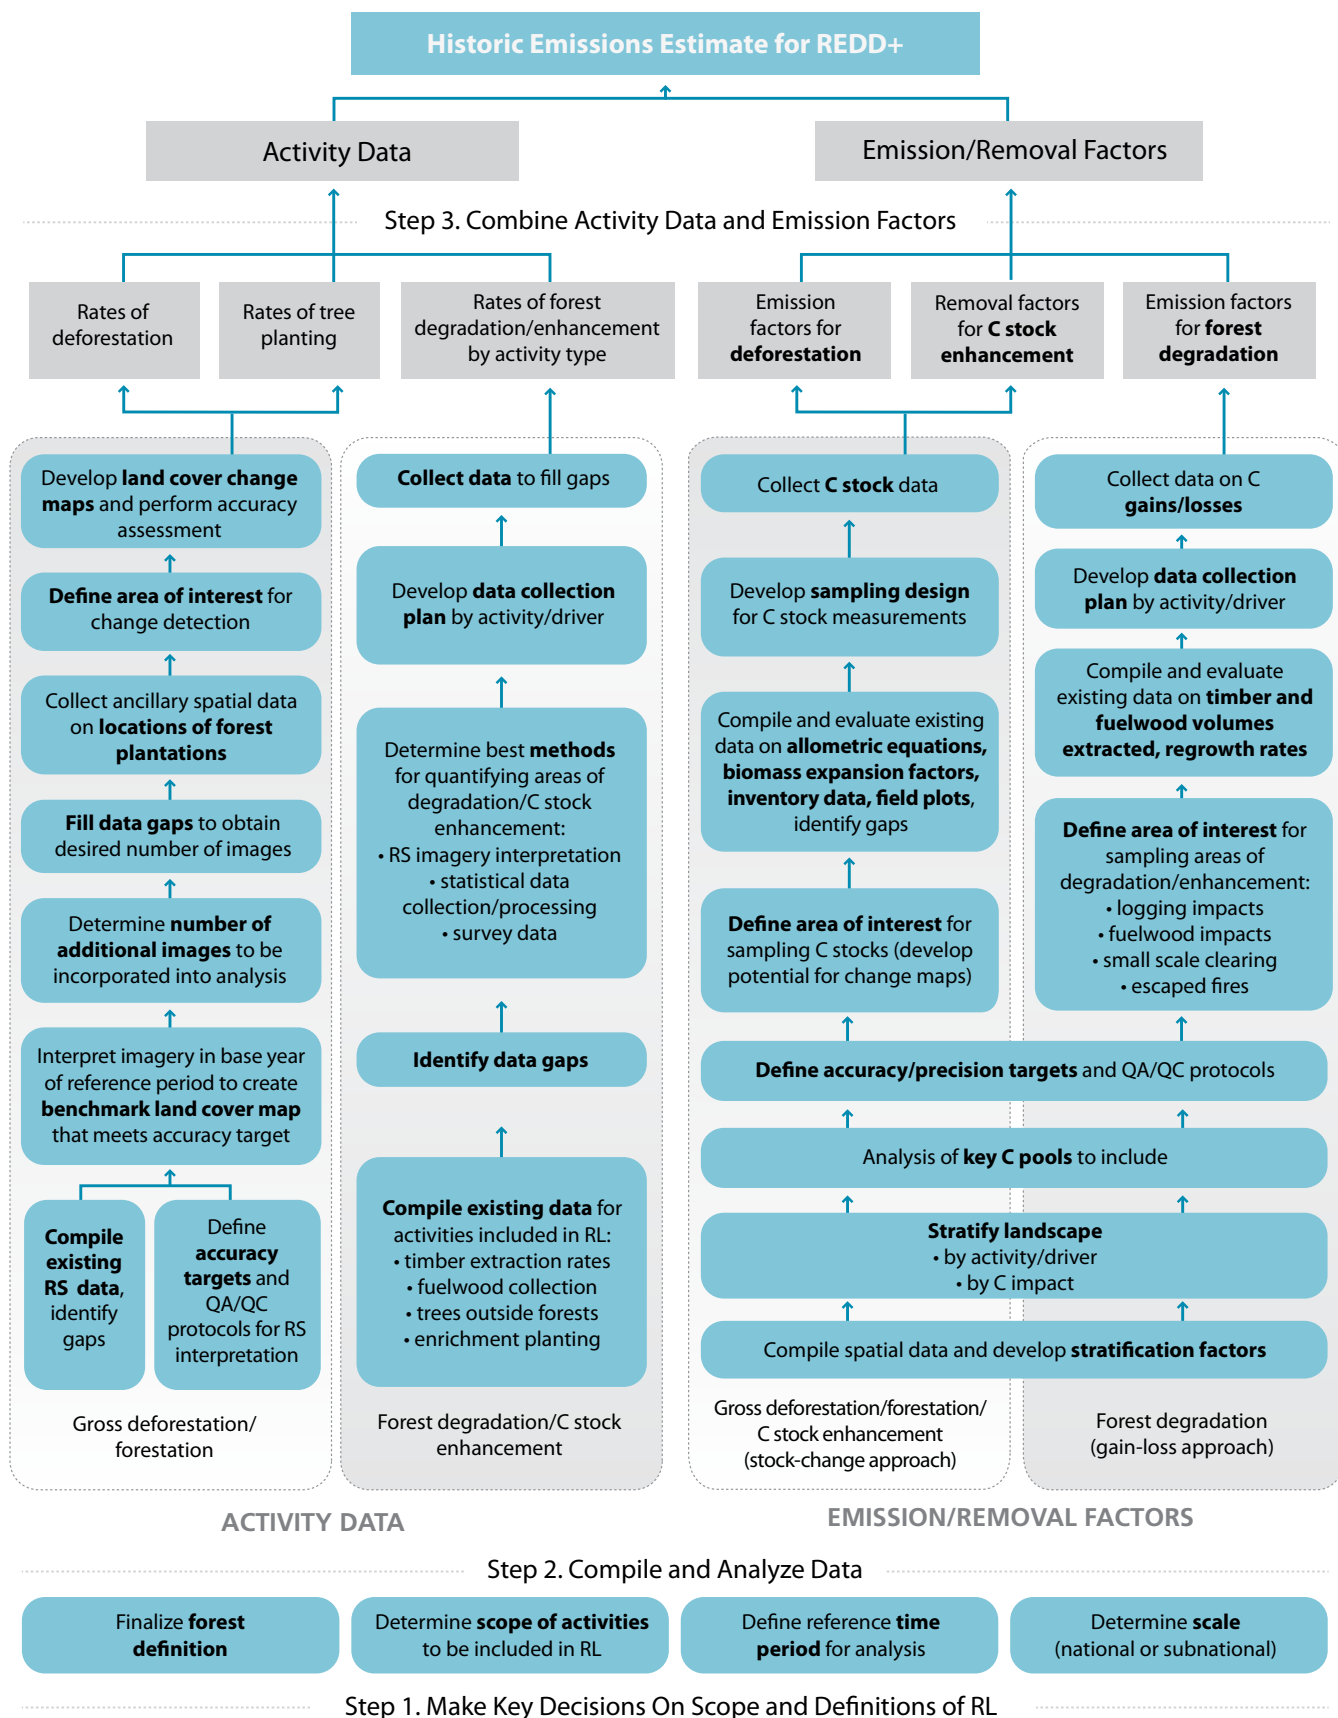 Historic Emissions Estimate for REDD+
Activity Data
Emission/Removal Factors
Step 3. Combine Activity Data and Emission Factors
Rates of
deforestation
Rates of tree
planting
Rates of forest
degradation/enhancement
by activity type
Emission
factors for
deforestation
Removal factors
for C stock
enhancement
Emission factors
for forest
degradation
Develop land cover change
maps and perform accuracy
assessment
Define area of interest for
change detection
Collect ancillary spatial data
on locations of forest
plantations
Fill data gaps to obtain
desired number of images
Determine number of
additional images to be
incorporated into analysis
Interpret imagery in base year
of reference period to create
benchmark land cover map
that meets accuracy target
Compile
existing
RS data,
identify
gaps
Define
accuracy
targets and
QA/QC
protocols for RS
interpretation
Gross deforestation/
forestation
Collect data to fill gaps
Develop data collection
plan by activity/driver
Determine best methods
for quantifying areas of
degradation/C stock
enhancement:
• RS imagery interpretation
• statistical data
collection/processing
• survey data
Identify data gaps
Compile existing data for
activities included in RL:
• timber extraction rates
• fuelwood collection
• trees outside forests
• enrichment planting
Forest degradation/C stock
enhancement
Collect C stock data
Develop sampling design
for C stock measurements
Compile and evaluate existing
data on allometric equations,
biomass expansion factors,
inventory data, field plots,
identify gaps
Define area of interest for
sampling C stocks (develop
potential for change maps)
Collect data on C
gains/losses
Develop data collection
plan by activity/driver
Compile and evaluate
existing data on timber and
fuelwood volumes
extracted, regrowth rates
Define area of interest for
sampling areas of
degradation/enhancement:
• logging impacts
• fuelwood impacts
• small scale clearing
• escaped fires
Define accuracy/precision targets and QA/QC protocols
Analysis of key C pools to include
Stratify landscape
• by activity/driver
• by C impact
Compile spatial data and develop stratification factors
Gross deforestation/forestation/
C stock enhancement
(stock-change approach)
Forest degradation
(gain-loss approach)
ACTIVITY DATA
EMISSION/REMOVAL FACTORS
Step 2. Compile and Analyze Data
Finalize forest
definition
Determine scope of activities
to be included in RL
Define reference time
period for analysis
Determine scale
(national or subnational)
Step 1. Make Key Decisions On Scope and Definitions of RL